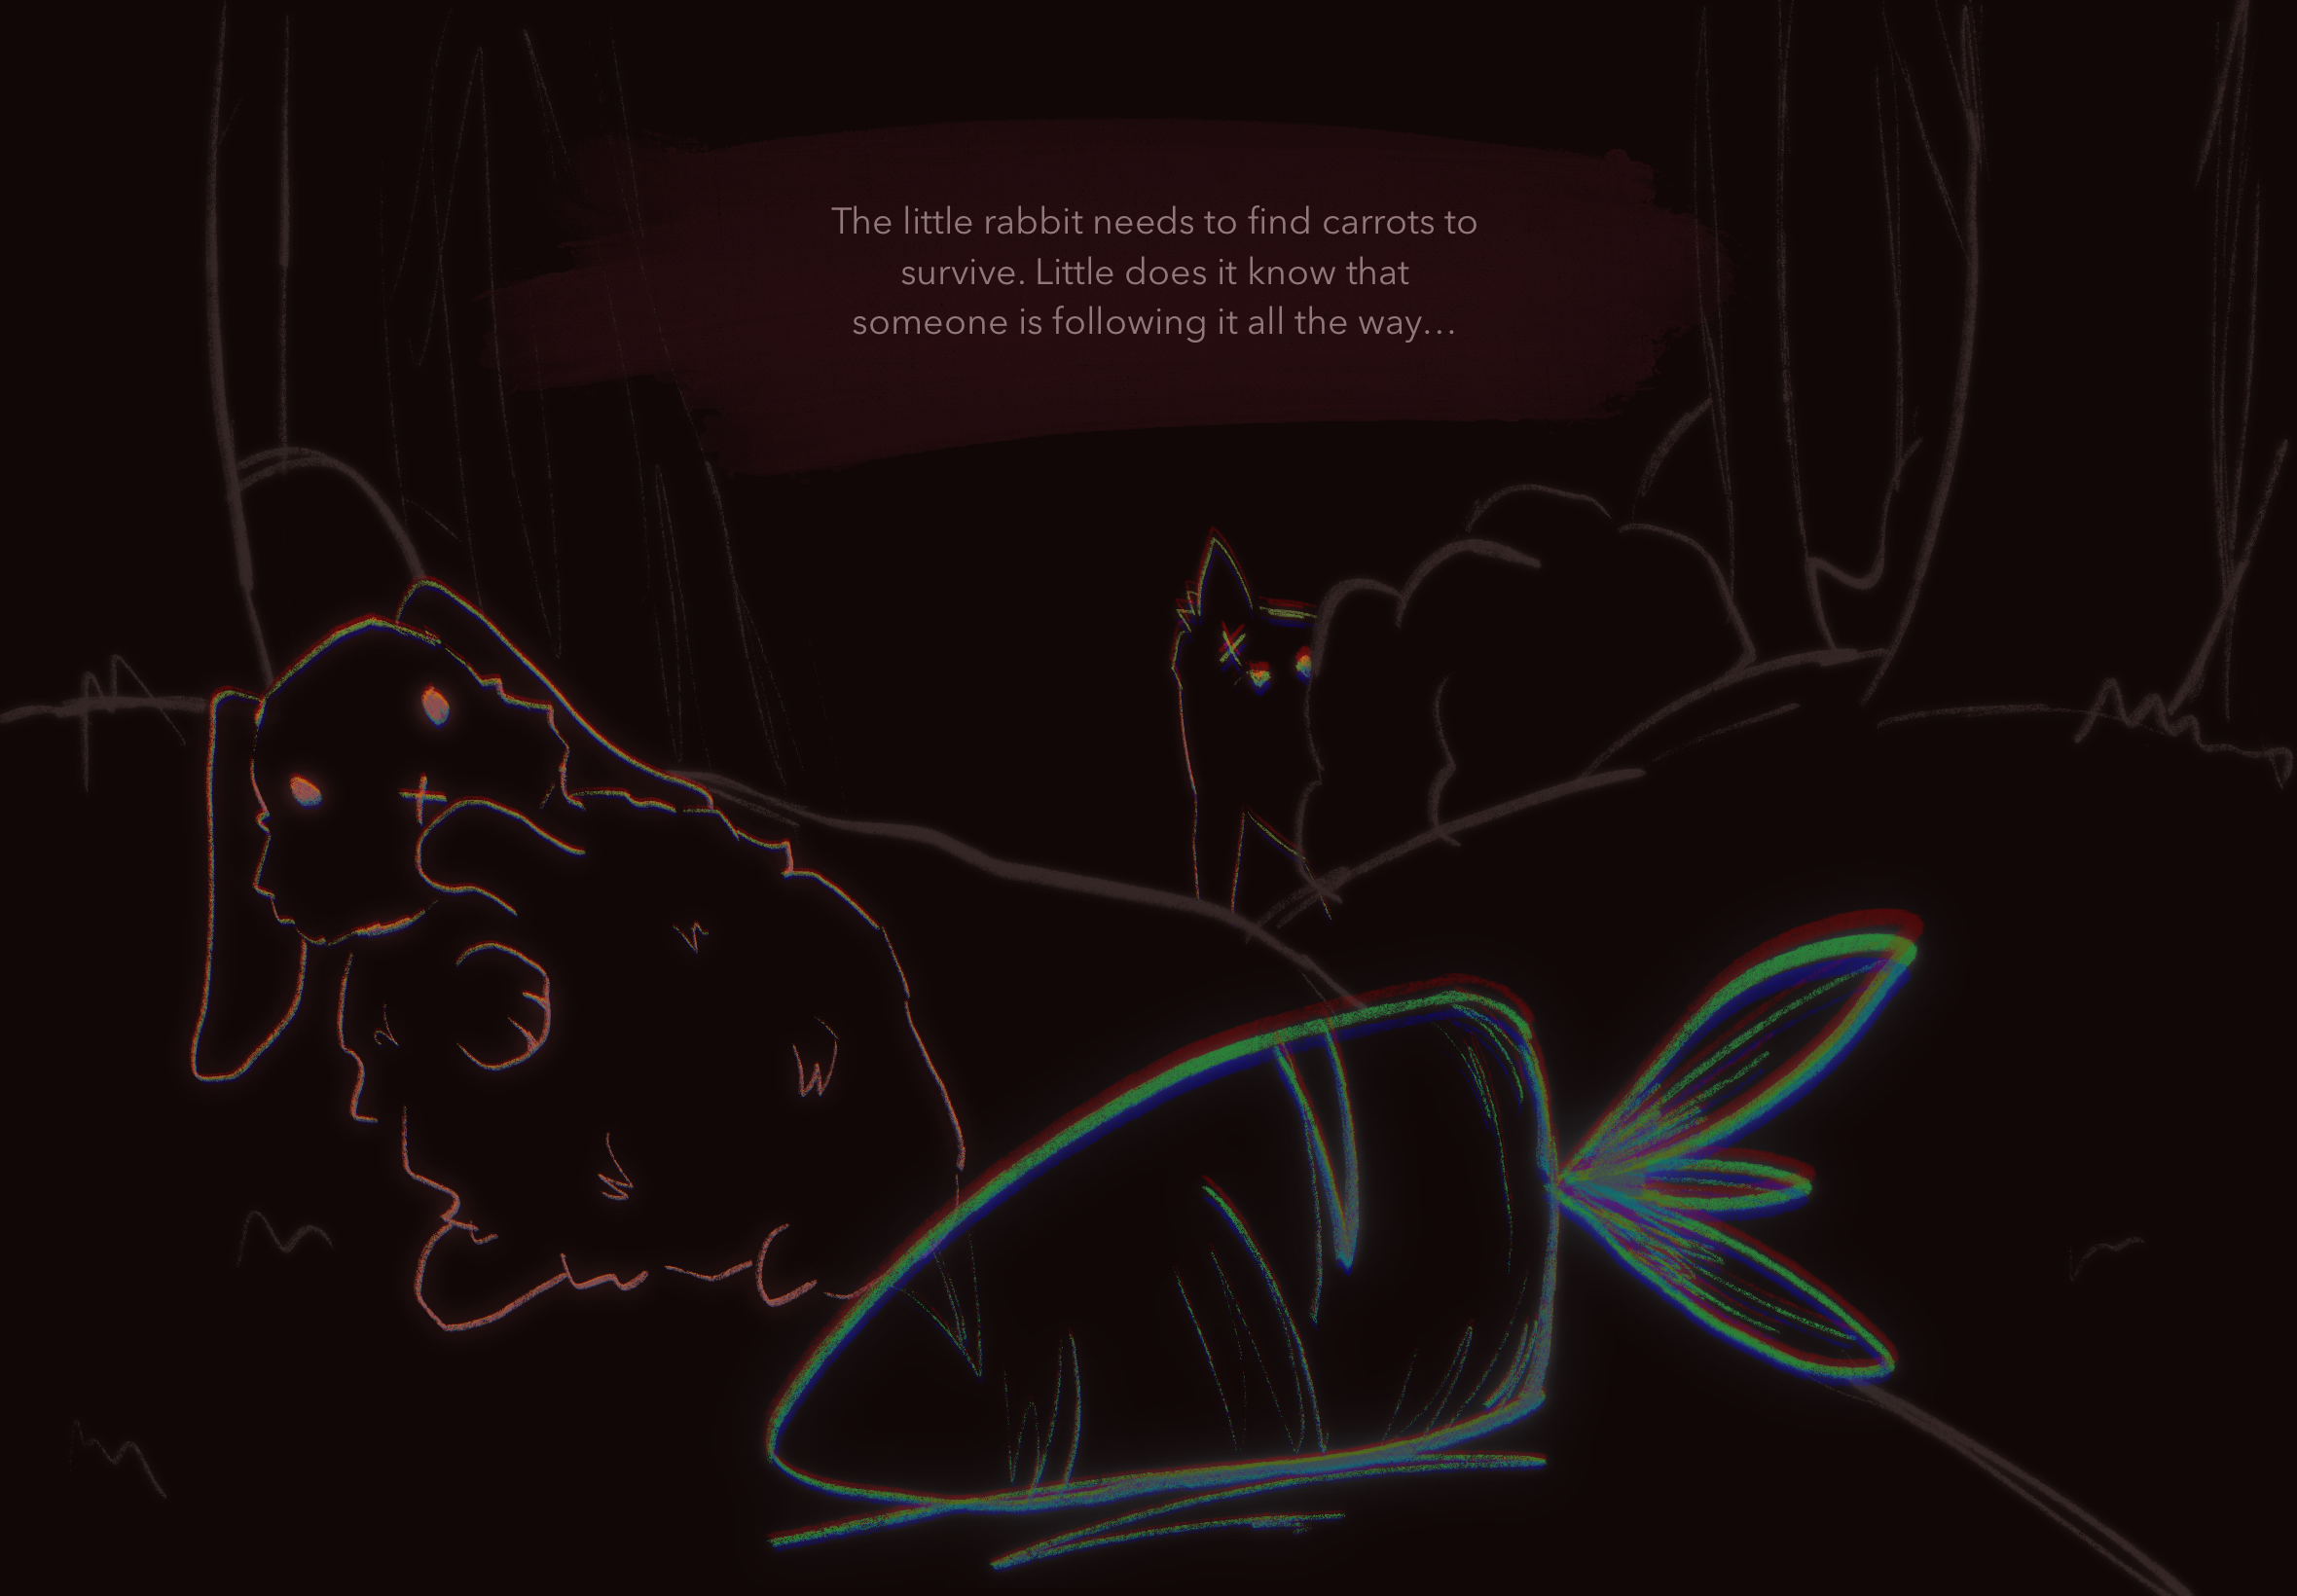 The little rabbit needs to find carrots to
survive. Little does it know that
someone is following it all the way…